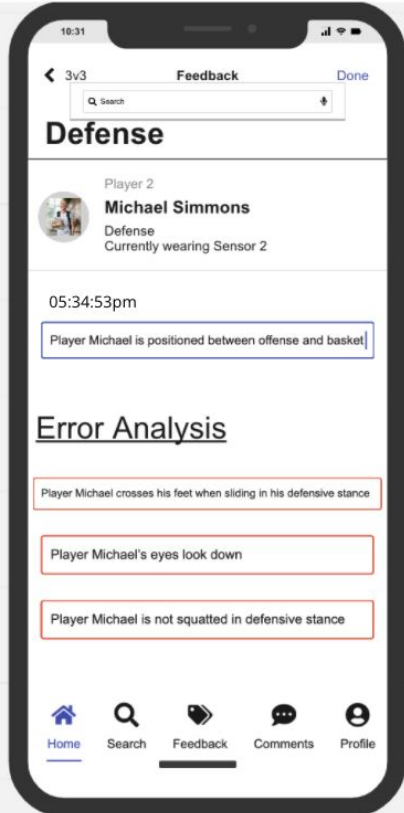 10:31
3v3
Feedback
Done
Search
Defense
Player 2
Michael Simmons
Defense
Currently wearing Sensor 2
05:34:53pm
Player Michael is positioned between offense and basket
Error Analysis
Player Michael crosses his feet when sliding in his defensive stance
Player Michael's eyes look down
Player Michael is not squatted in defensive stance
Home
Search
Feedback
Comments
Profile